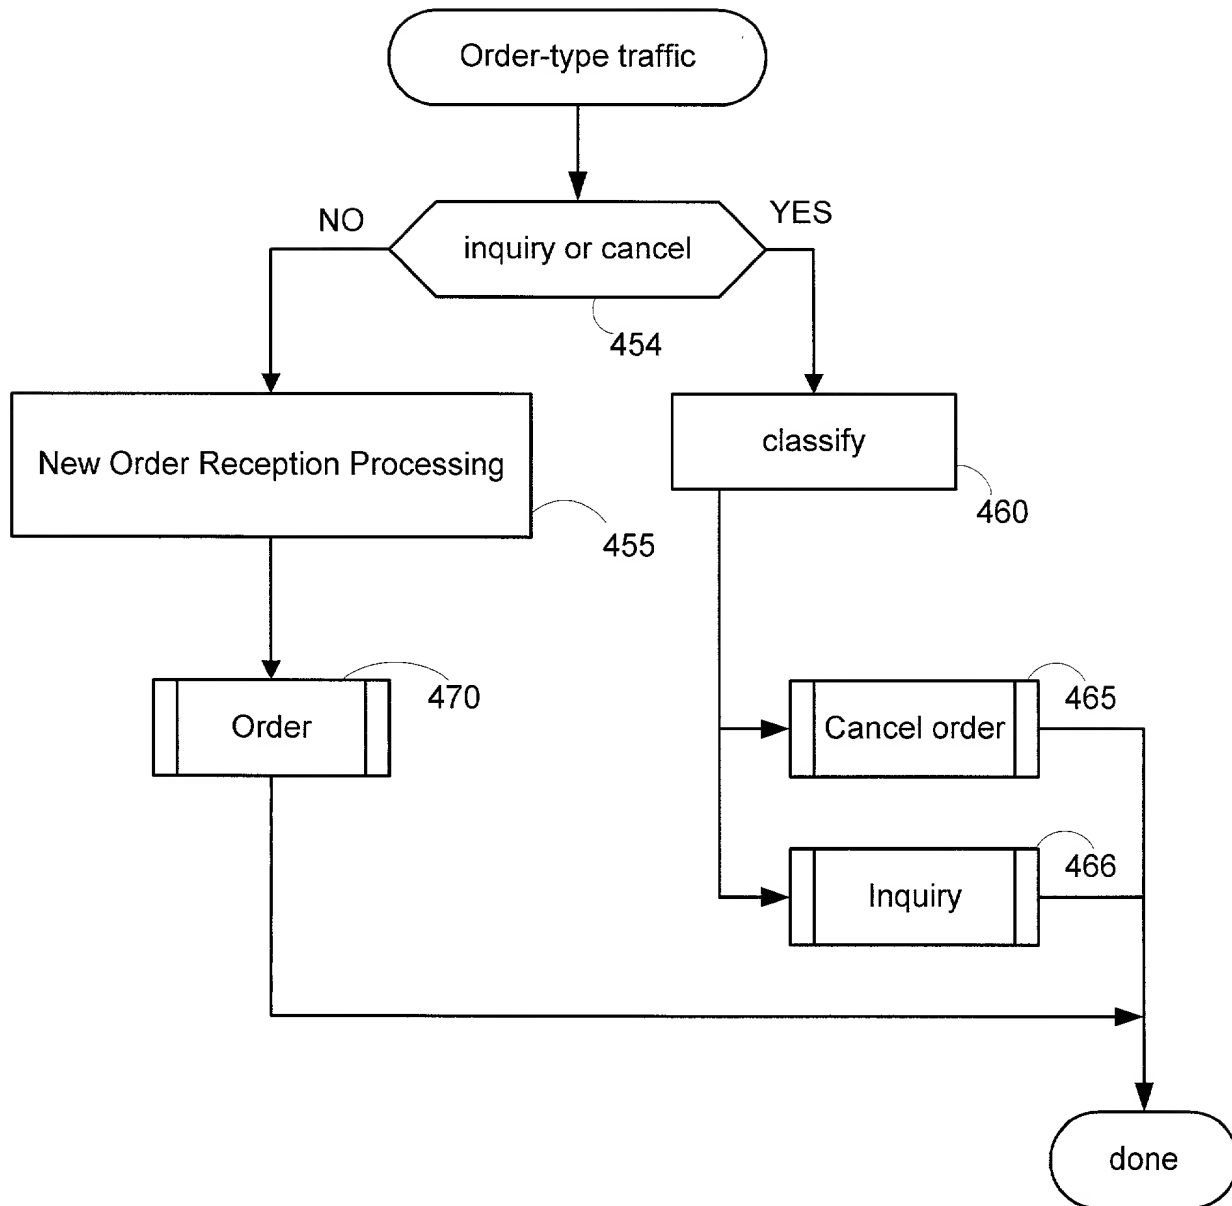 Order-type traffic
NO
YES
inquiry or cancel
454
New Order Reception Processing
455
classify
460
Order
470
Cancel order
465
Inquiry
466
done